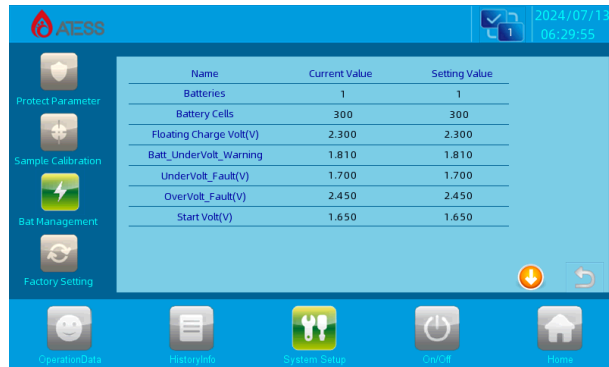 ATESS
1
2024/07/13
06:29:55
Name Current Value Setting Value
Batteries 1 1
Battery Cells 300 300
Floating Charge Volt(V) 2.300 2.300
Batt_UnderVolt_Warning 1.810 1.810
UnderVolt_Fault(V) 1.700 1.700
OverVolt_Fault(V) 2.450 2.450
Start Volt(V) 1.650 1.650
Protect Parameter
Sample Calibration
Bat Management
Factory Setting
OperationData HistoryInfo System Setup On/Off Home